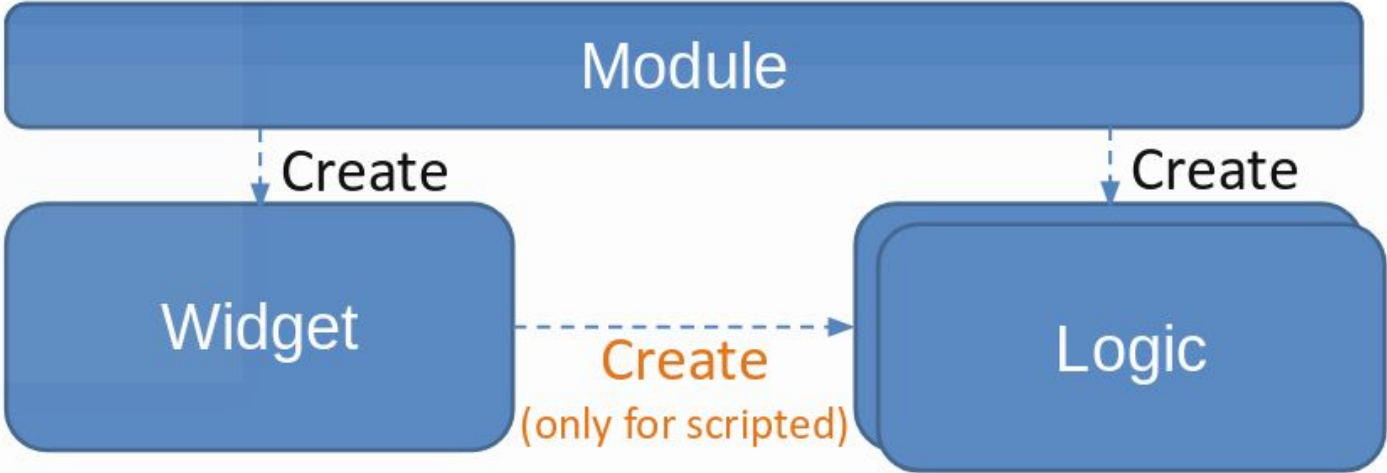 Module
Create
Create
Widget
Create
(only for scripted)
Logic